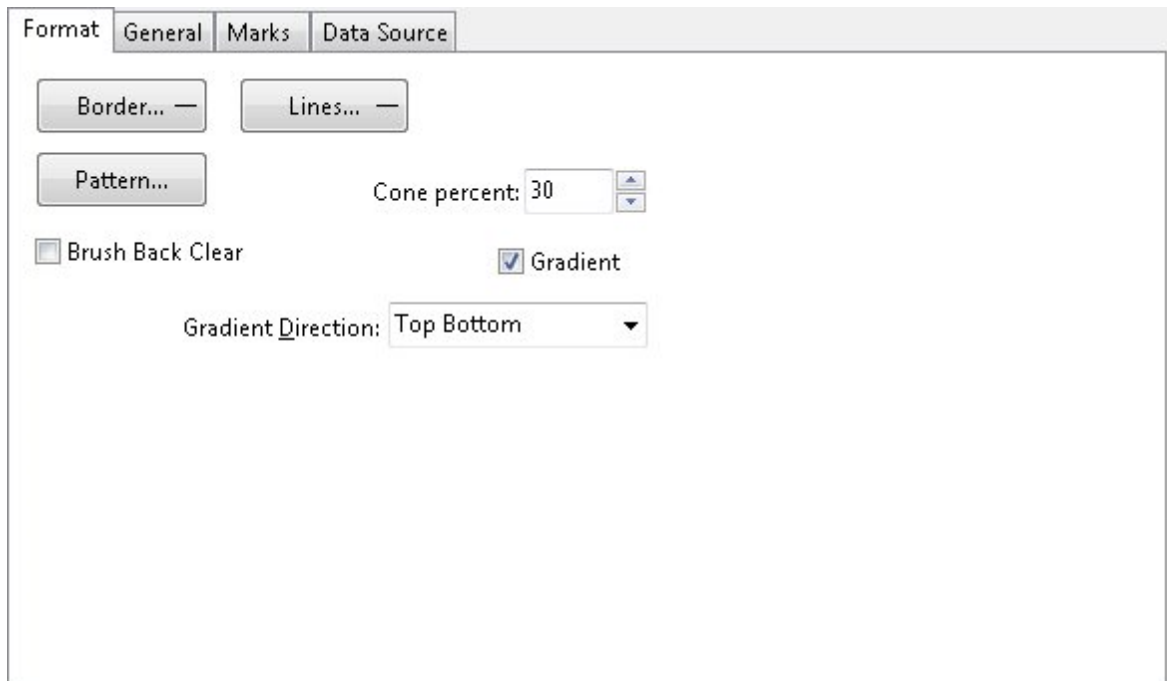 Format General Marks Data Source
Border... Lines...
Pattern...
Cone percent: 30
Brush Back Clear
Gradient
Gradient Direction: Top Bottom